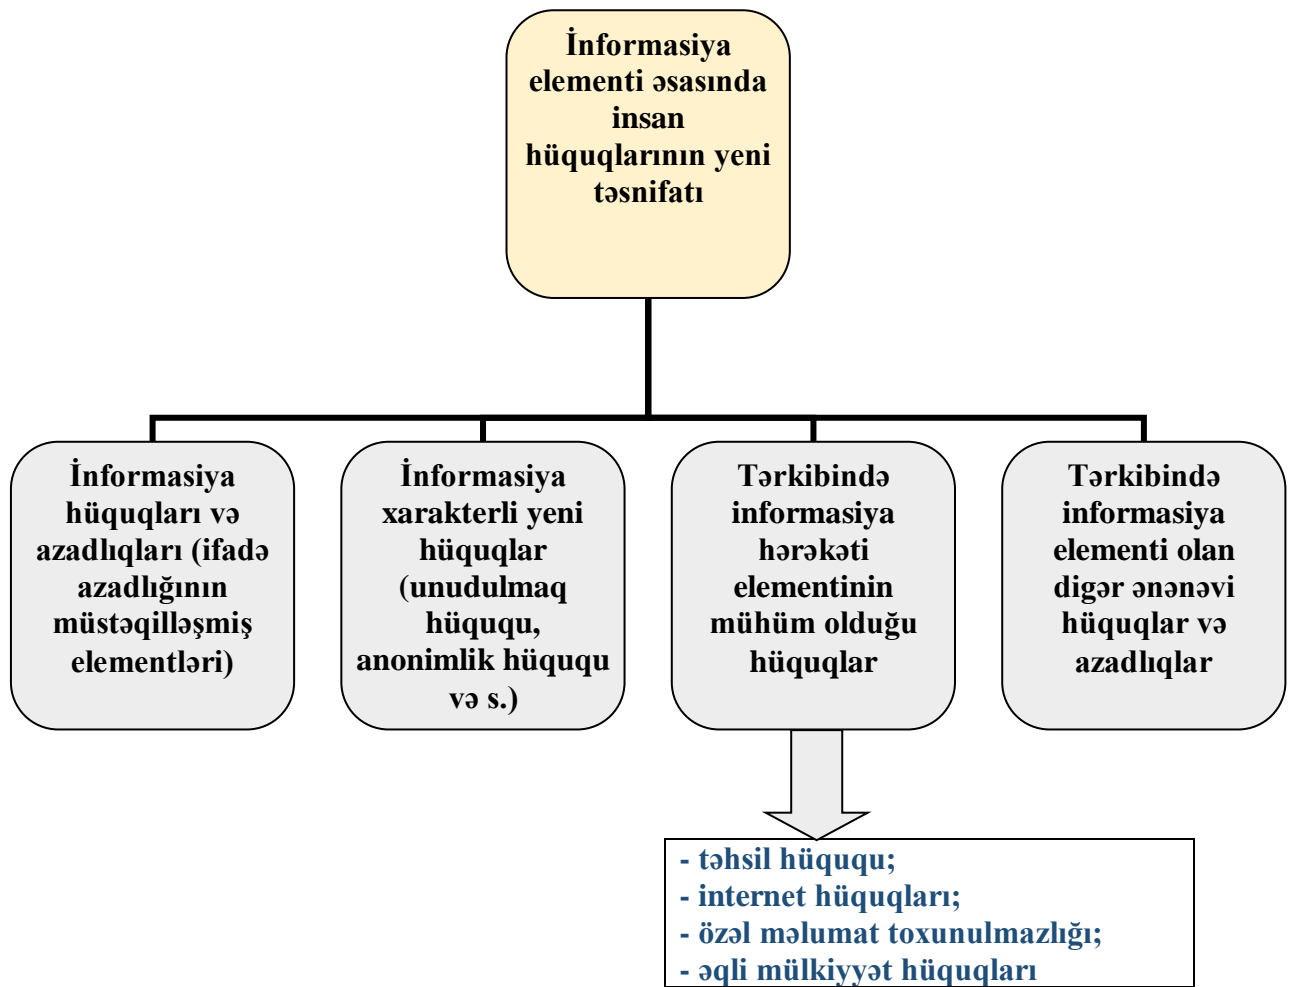 İnformasiya
elementi əsasında
insan
hüquqlarının yeni
təsnifatı
İnformasiya
hüquqları və
azadlıqları (ifadə
azadlığının
müstəqilləşmiş
elementləri)
İnformasiya
xarakterli yeni
hüquqlar
(unudulmaq
hüququ,
anonimlik hüququ
və s.)
Tərkibində
informasiya
hərəkəti
elementinin
mühüm olduğu
hüquqlar
Tərkibində
informasiya
elementi olan
digər ənənəvi
hüquqlar və
azadlıqlar
- təhsil hüququ;
- internet hüquqları;
- özəl məlumat toxunulmazlığı;
- əqli mülkiyyət hüquqları